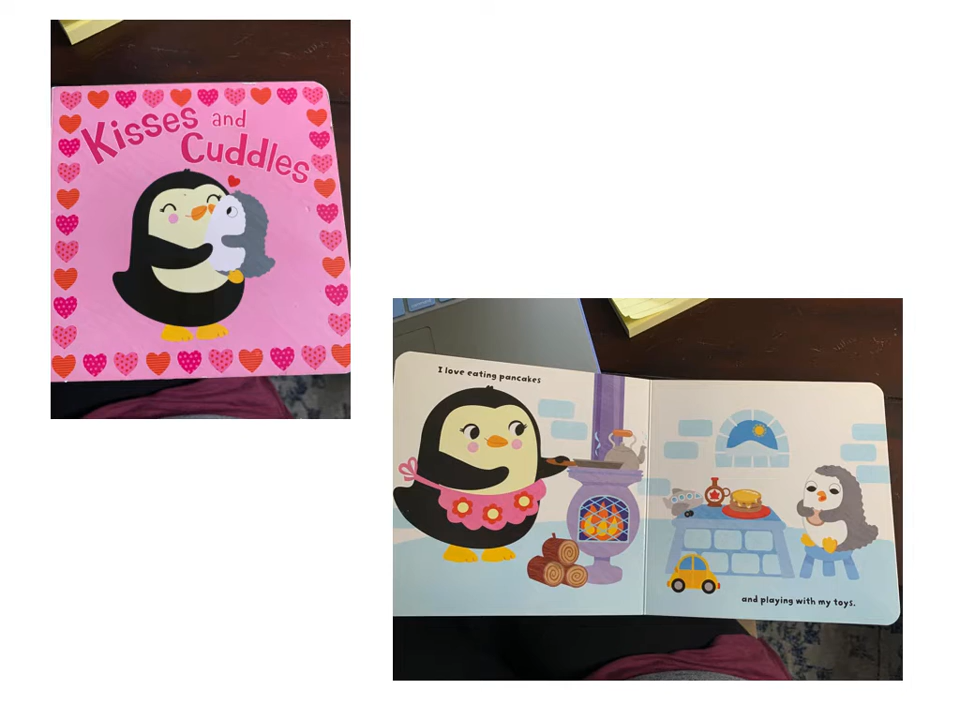 Kisses and
Cuddles
I love eating pancakes
and playing with my toys.